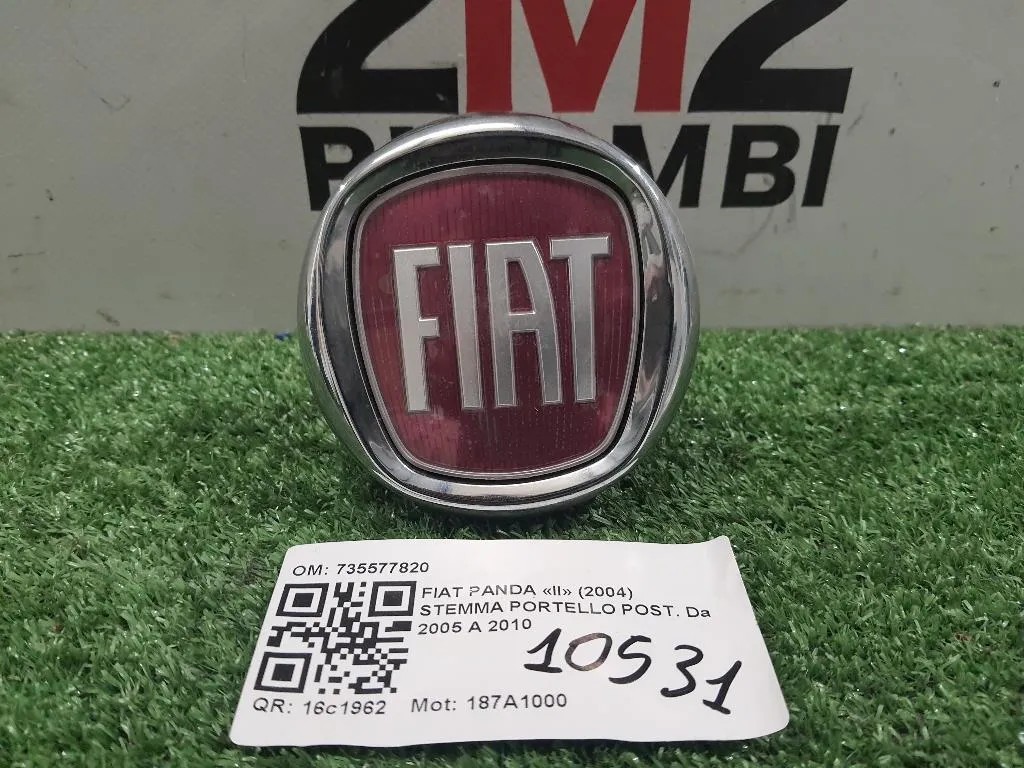 2M2
RICAMBI
FIAT
OM: 735577820
FIAT PANDA «II» (2004)
STEMMA PORTELLO POST. Da
2005 A 2010
10531
QR: 16c1962 Mot: 187A1000